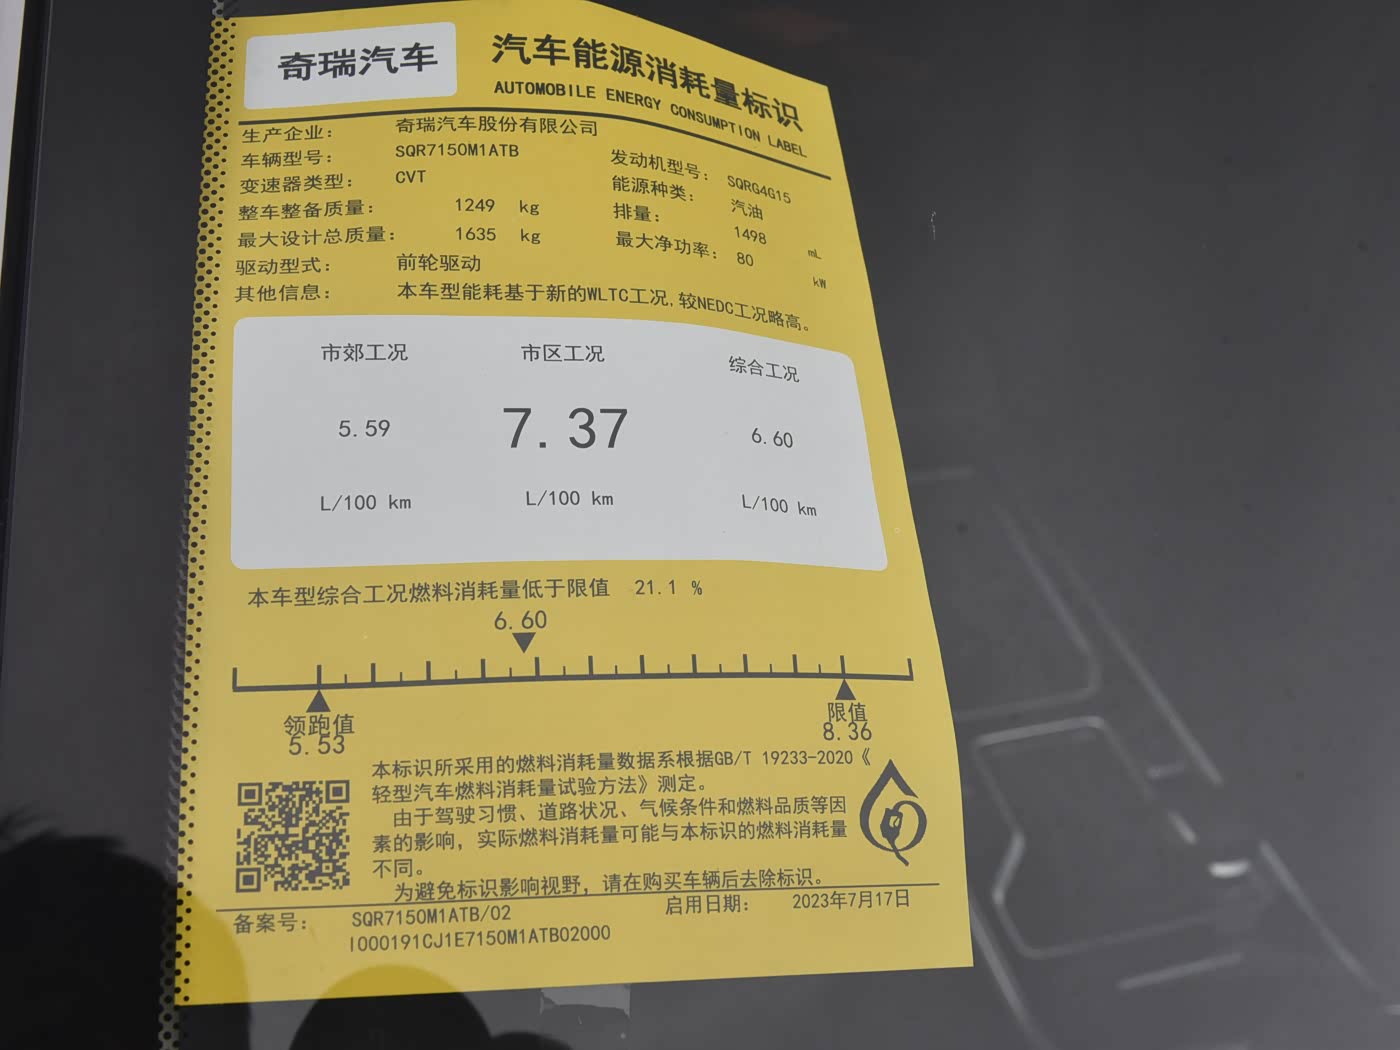 奇瑞汽车
汽车能源消耗量标识
AUTOMOBILE ENERGY CONSUMPTION LABEL
生产企业： 奇瑞汽车股份有限公司
车辆型号： SQR7150M1ATB
发动机型号： SQRG4G15
变速器类型： CVT
能源种类： 汽油
整车整备质量： 1249 kg
排量： 1498 mL
最大设计总质量： 1635 kg
最大净功率： 80 kW
驱动型式： 前轮驱动
其他信息： 本车型能耗基于新的WLTC工况,较NEDC工况略高。
市郊工况 市区工况 综合工况
5.59 7.37 6.60
L/100 km L/100 km L/100 km
本车型综合工况燃料消耗量低于限值 21.1 %
6.60
领跑值 限值
5.53 8.36
本标识所采用的燃料消耗量数据系根据GB/T 19233-2020《
轻型汽车燃料消耗量试验方法》测定。
由于驾驶习惯、道路状况、气候条件和燃料品质等因
素的影响，实际燃料消耗量可能与本标识的燃料消耗量
不同。
为避免标识影响视野，请在购买车辆后去除标识。
备案号： SQR7150M1ATB/02 启用日期： 2023年7月17日
I000191CJ1E7150M1ATB02000